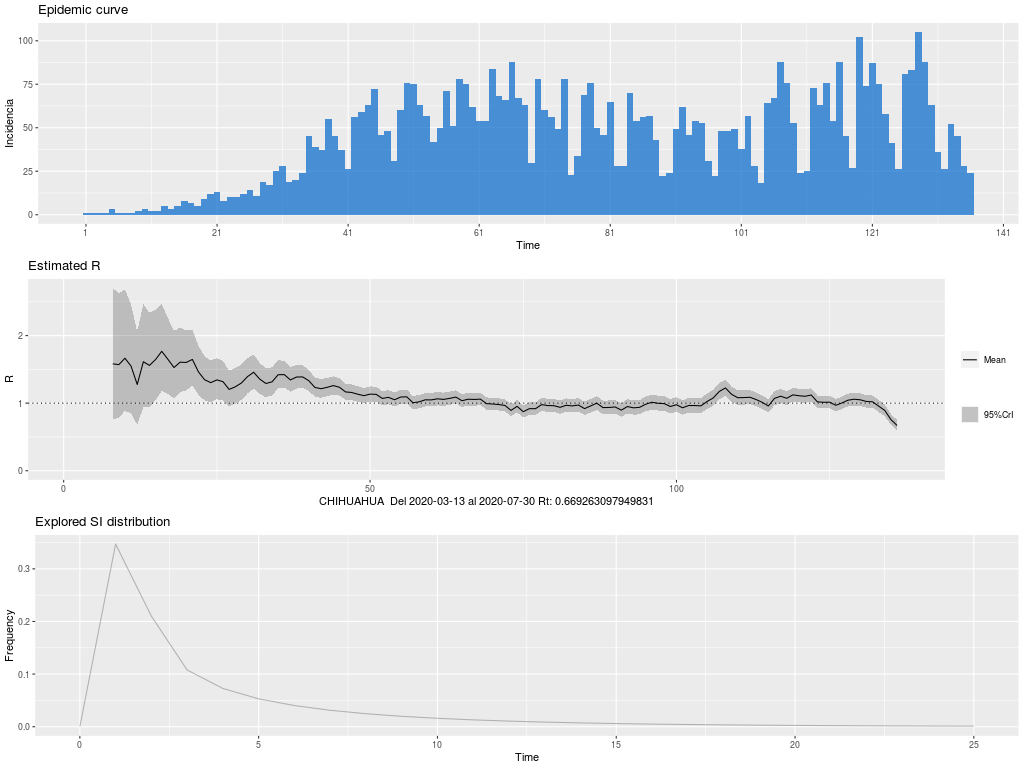 Epidemic curve
100
75
50
25
0
Incidencia
1 21 41 61 81 101 121 141
Time
Estimated R
2
1
0
R
0 50 100
CHIHUAHUA Del 2020-03-13 al 2020-07-30 Rt: 0.669263097949831
Mean
95%CrI
Explored SI distribution
0.3
0.2
0.1
0.0
Frequency
0 5 10 15 20 25
Time